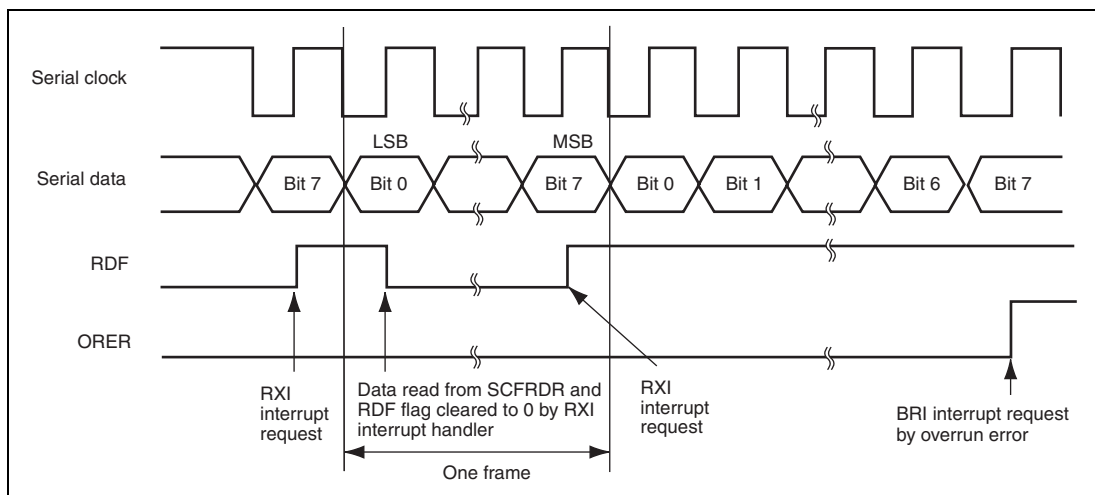 Serial clock
LSB
MSB
Serial data
Bit 7
Bit 0
Bit 7
Bit 0
Bit 1
Bit 6
Bit 7
RDF
ORER
RXI
interrupt
request
Data read from SCFRDR and
RDF flag cleared to 0 by RXI
interrupt handler
RXI
interrupt
request
BRI interrupt request
by overrun error
One frame